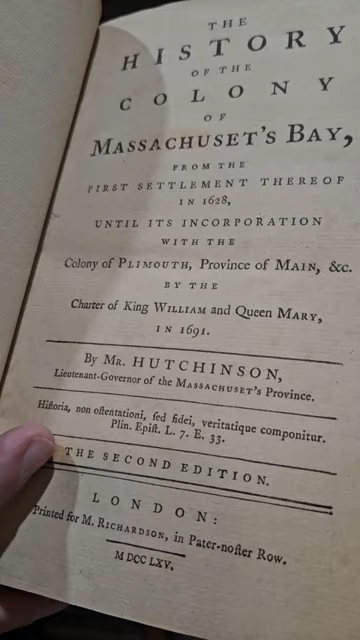 THE
HISTORY
OF THE
COLONY
OF
MASSACHUSET'S BAY,
FROM THE
FIRST SETTLEMENT THEREOF
IN 1628,
UNTIL ITS INCORPORATION
WITH THE
Colony of PLIMOUTH, Province of MAIN, &c.
BY THE
Charter of King WILLIAM and Queen MARY,
IN 1691.
By MR. HUTCHINSON,
Lieutenant-Governor of the MASSACHUSET'S Province.
Hiſtoria, non oſtentationi, ſed fidei, veritatique componitur.
Plin. Epiſt. L. 7. E. 33.
THE SECOND EDITION.
LONDON:
Printed for M. RICHARDSON, in Pater-noſter Row.
M DCC LXV.